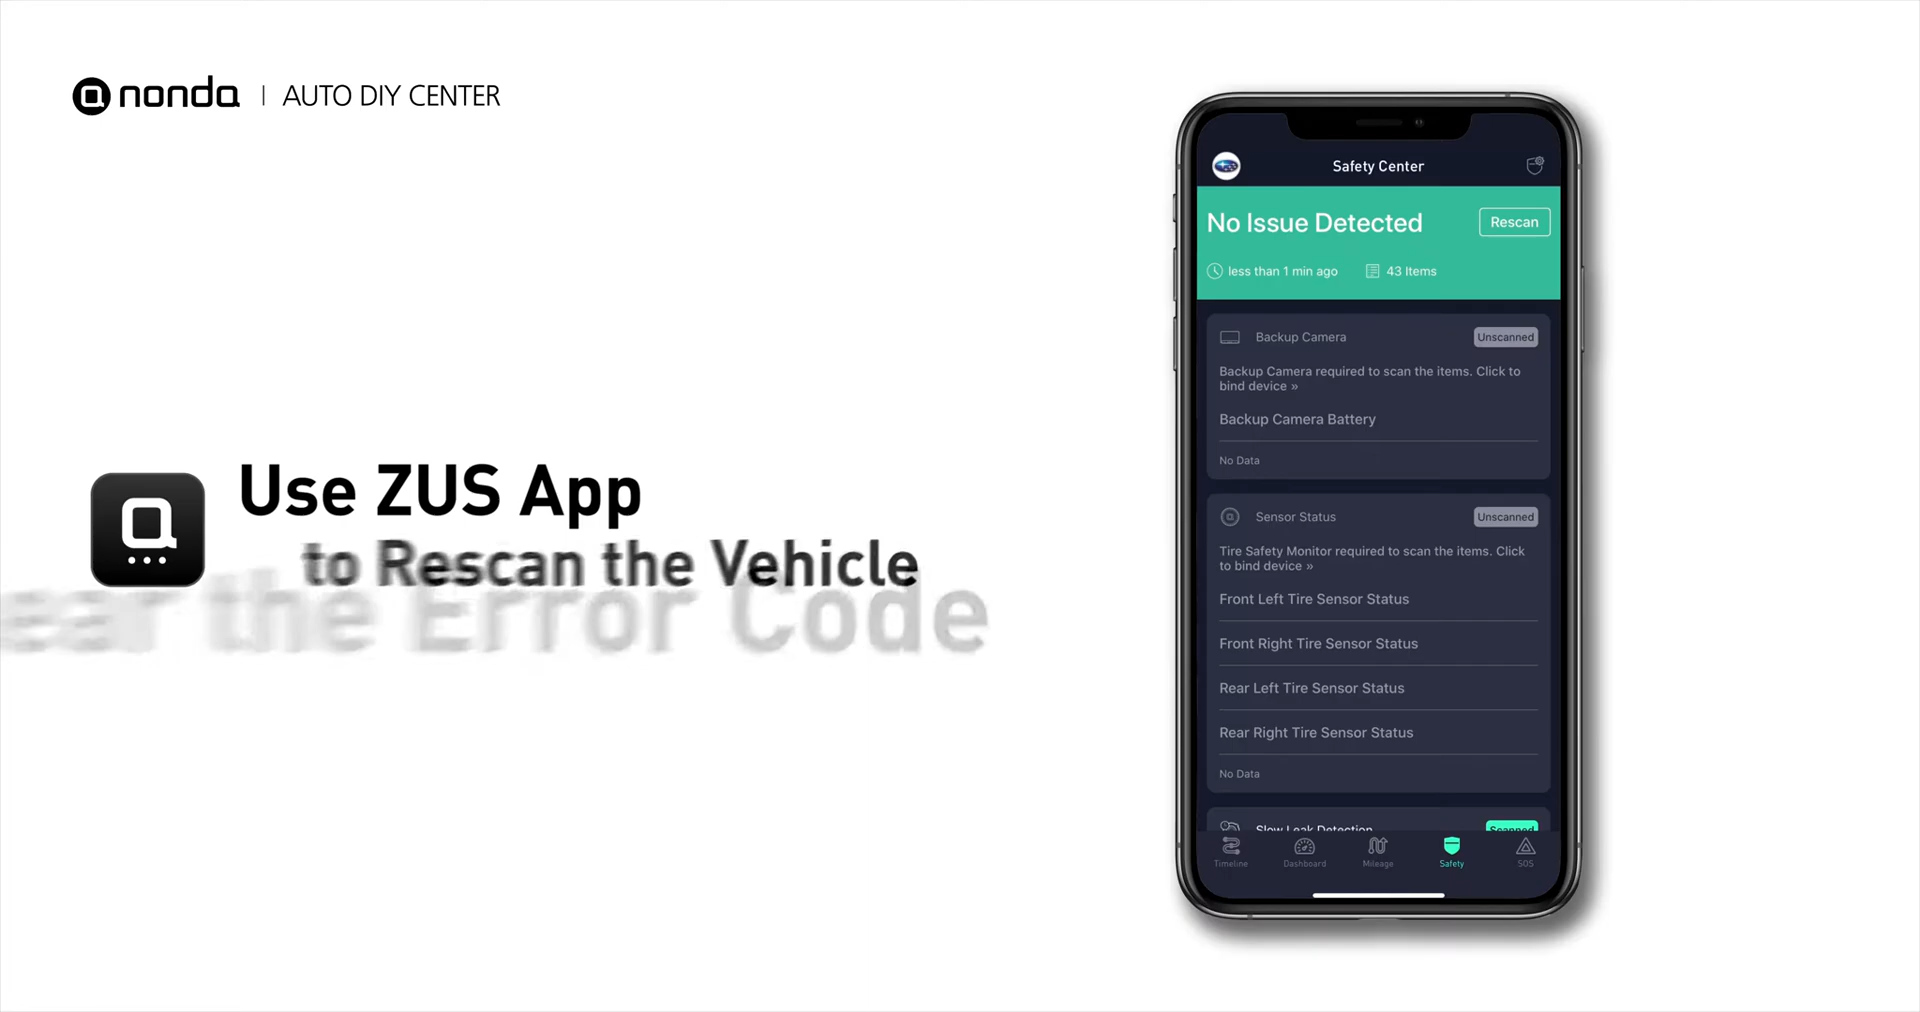 nonda | AUTO DIY CENTER
Use ZUS App
to Rescan the Vehicle
ear the Error Code
Safety Center
No Issue Detected
Rescan
less than 1 min ago
43 Items
Backup Camera
Unscanned
Backup Camera required to scan the items. Click to
bind device »
Backup Camera Battery
No Data
Sensor Status
Unscanned
Tire Safety Monitor required to scan the items. Click
to bind device »
Front Left Tire Sensor Status
Front Right Tire Sensor Status
Rear Left Tire Sensor Status
Rear Right Tire Sensor Status
No Data
Slow Leak Detection
Scanned
Timeline
Dashboard
Mileage
Safety
SOS